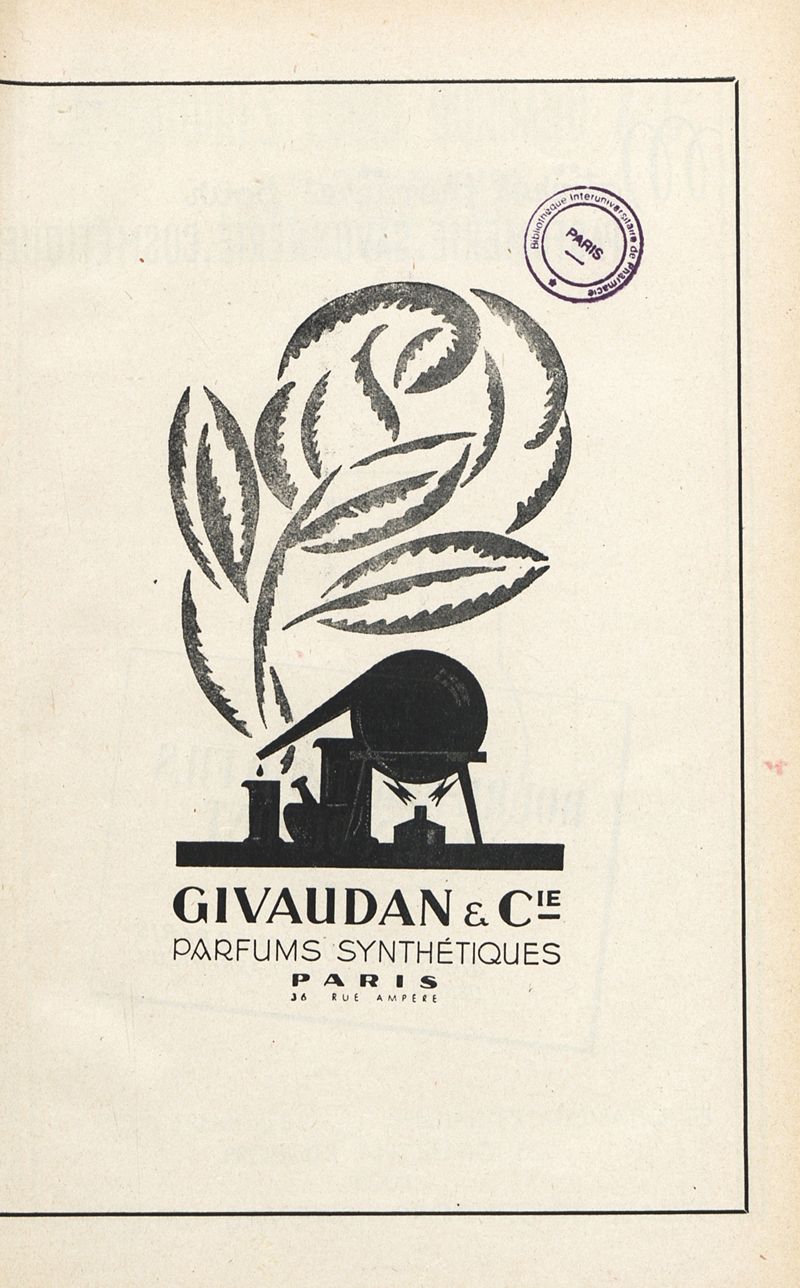 Bibliothèque Interuniversitaire de Pharmacie
PARIS
GIVAUDAN & CIE
PARFUMS SYNTHÉTIQUES
PARIS
36 RUE AMPÈRE